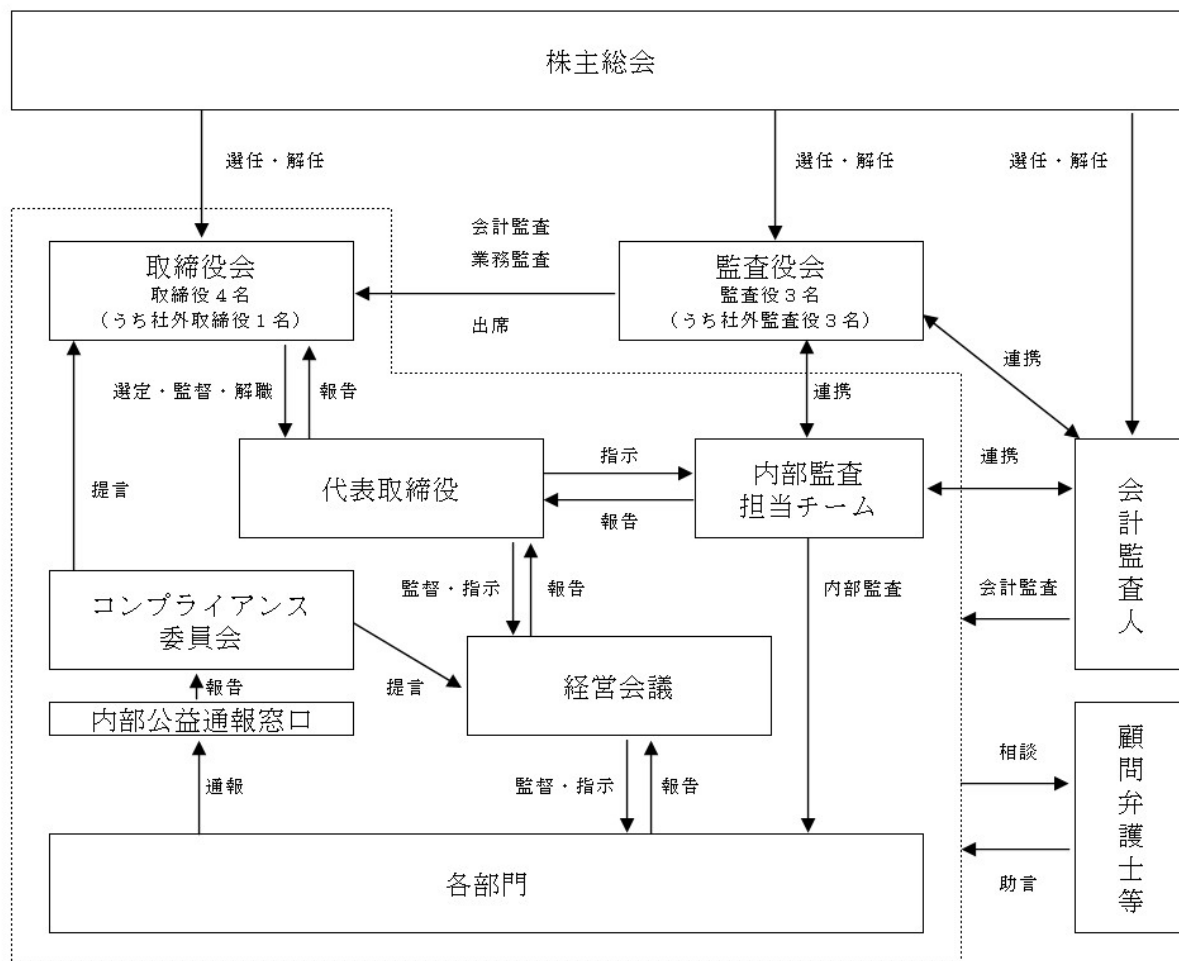 株主総会
選任・解任
選任・解任
選任・解任
会計監査
業務監査
出席
取締役会
取締役４名
（うち社外取締役１名）
監査役会
監査役３名
（うち社外監査役３名）
選定・監督・解職
報告
連携
連携
提言
代表取締役
指示
報告
内部監査
担当チーム
連携
会計監査人
監督・指示
報告
内部監査
会計監査
コンプライアンス
委員会
提言
経営会議
報告
内部公益通報窓口
通報
監督・指示
報告
相談
助言
顧問弁護士等
各部門